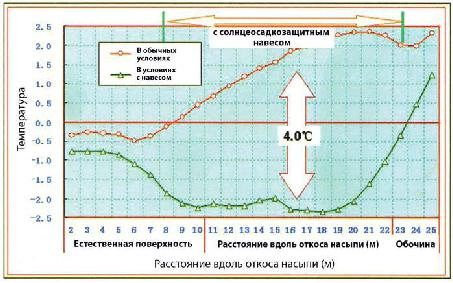 с солнцеосадкозащитным
навесом
В обычных
условиях
В условиях
с навесом
Температура
2.5
2.0
1.5
1.0
0.5
0.0
-0.5
-1.0
-1.5
-2.0
-2.5
4.0℃
2 3 4 5 6 7 8 9 10 11 12 13 14 15 16 17 18 19 20 21 22 23 24 25
Естественная поверхность Расстояние вдоль откоса насыпи (м) Обочина
Расстояние вдоль откоса насыпи (м)